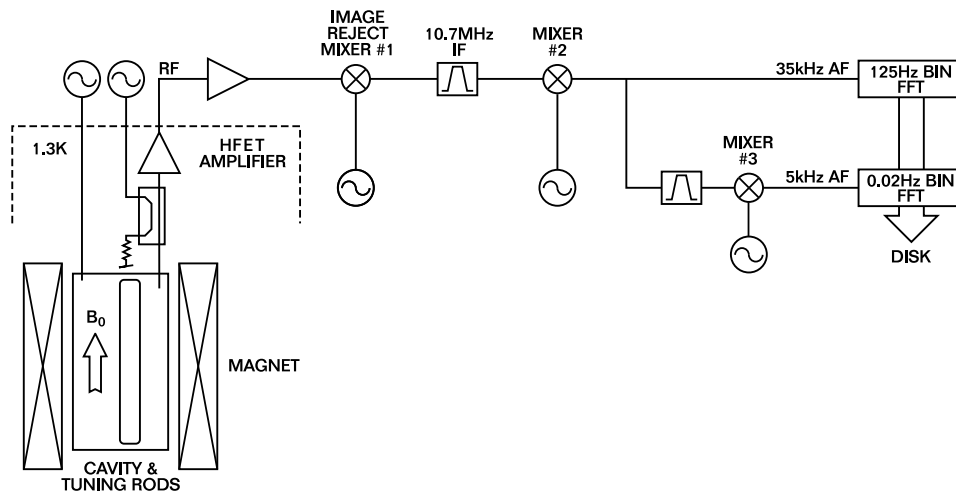 IMAGE
REJECT
MIXER #1
10.7MHz
IF
MIXER
#2
RF
35kHz AF
125Hz BIN
FFT
1.3K
HFET
AMPLIFIER
MIXER
#3
5kHz AF
0.02Hz BIN
FFT
DISK
B0
MAGNET
CAVITY &
TUNING RODS